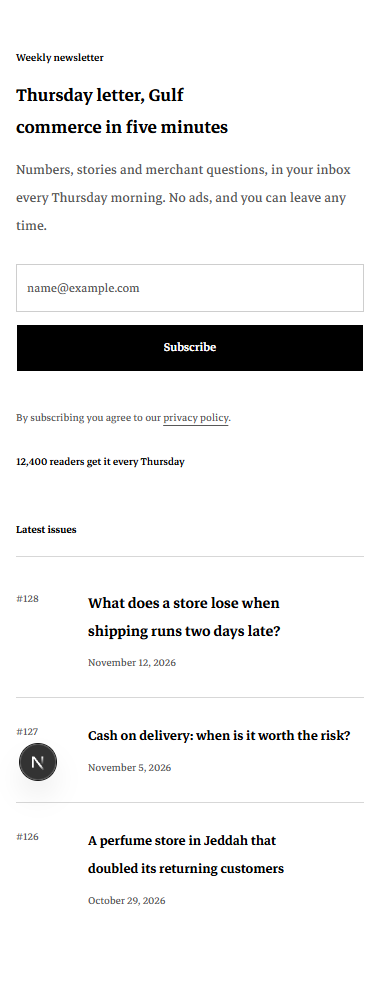 Weekly newsletter
Thursday letter, Gulf
commerce in five minutes
Numbers, stories and merchant questions, in your inbox
every Thursday morning. No ads, and you can leave any
time.
name@example.com
Subscribe
By subscribing you agree to our privacy policy.
12,400 readers get it every Thursday
Latest issues
#128
What does a store lose when
shipping runs two days late?
November 12, 2026
#127
Cash on delivery: when is it worth the risk?
November 5, 2026
N
#126
A perfume store in Jeddah that
doubled its returning customers
October 29, 2026